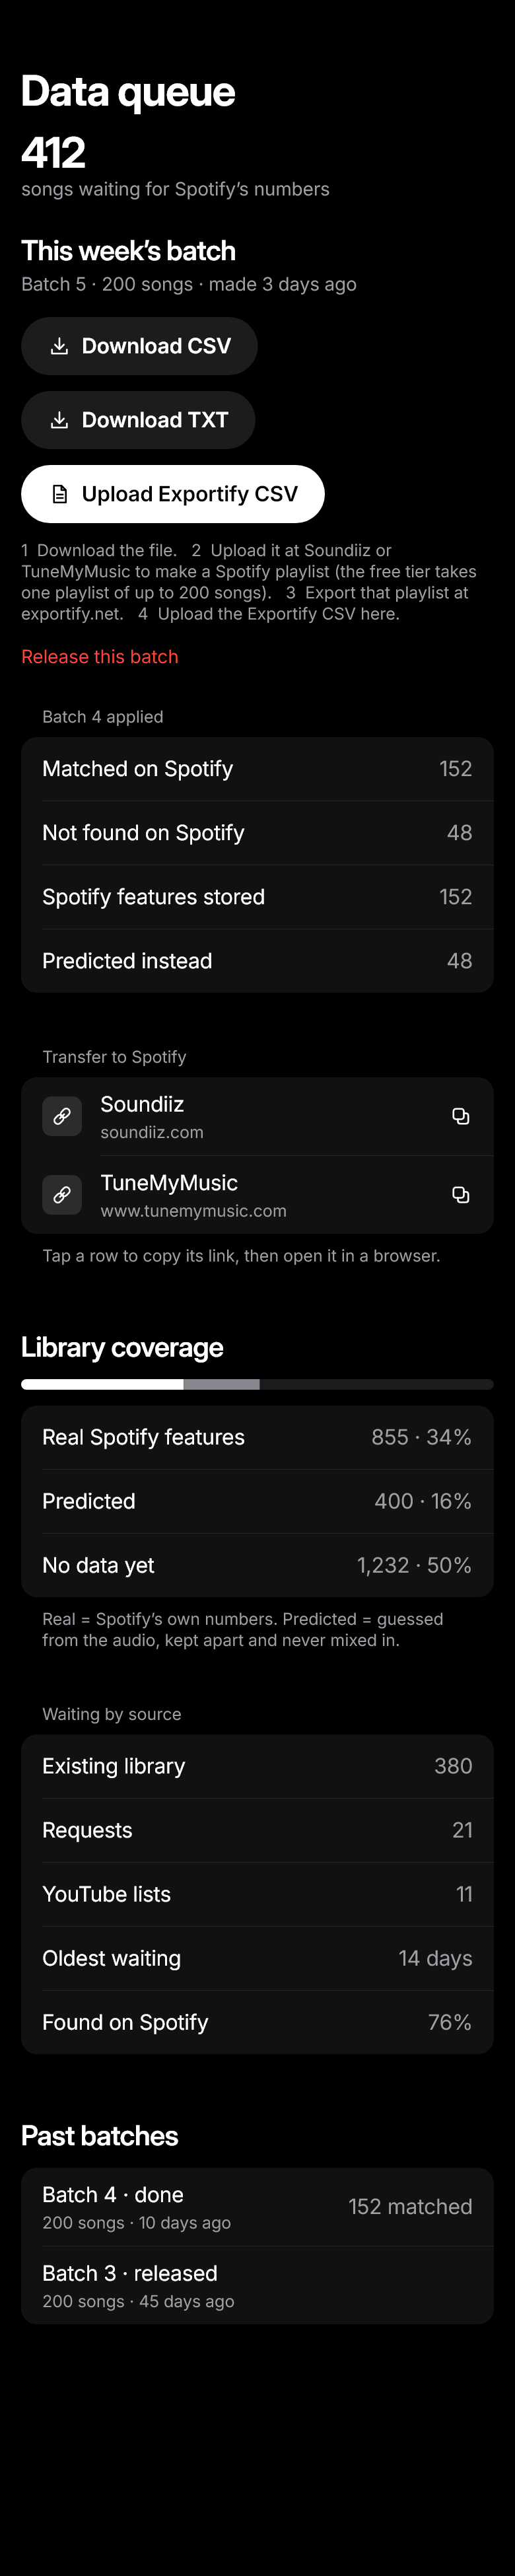 Data queue
412
songs waiting for Spotify’s numbers
This week’s batch
Batch 5 · 200 songs · made 3 days ago
Download CSV
Download TXT
Upload Exportify CSV
1  Download the file.   2  Upload it at Soundiiz or
TuneMyMusic to make a Spotify playlist (the free tier takes
one playlist of up to 200 songs).   3  Export that playlist at
exportify.net.   4  Upload the Exportify CSV here.
Release this batch
Batch 4 applied
Matched on Spotify 152
Not found on Spotify 48
Spotify features stored 152
Predicted instead 48
Transfer to Spotify
Soundiiz
soundiiz.com
TuneMyMusic
www.tunemymusic.com
Tap a row to copy its link, then open it in a browser.
Library coverage
Real Spotify features 855 · 34%
Predicted 400 · 16%
No data yet 1,232 · 50%
Real = Spotify’s own numbers. Predicted = guessed
from the audio, kept apart and never mixed in.
Waiting by source
Existing library 380
Requests 21
YouTube lists 11
Oldest waiting 14 days
Found on Spotify 76%
Past batches
Batch 4 · done 152 matched
200 songs · 10 days ago
Batch 3 · released
200 songs · 45 days ago